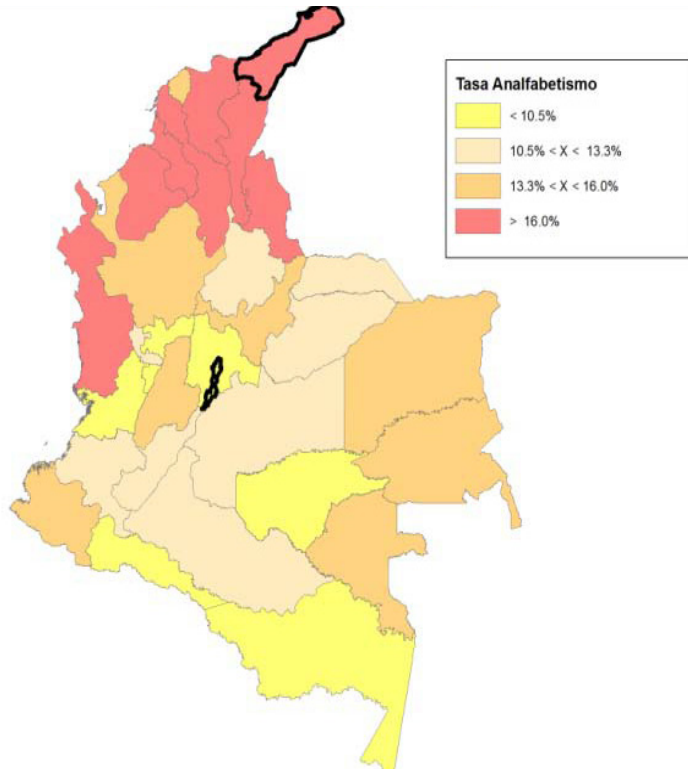 Tasa Analfabetismo
< 10.5%
10.5% < X < 13.3%
13.3% < X < 16.0%
> 16.0%